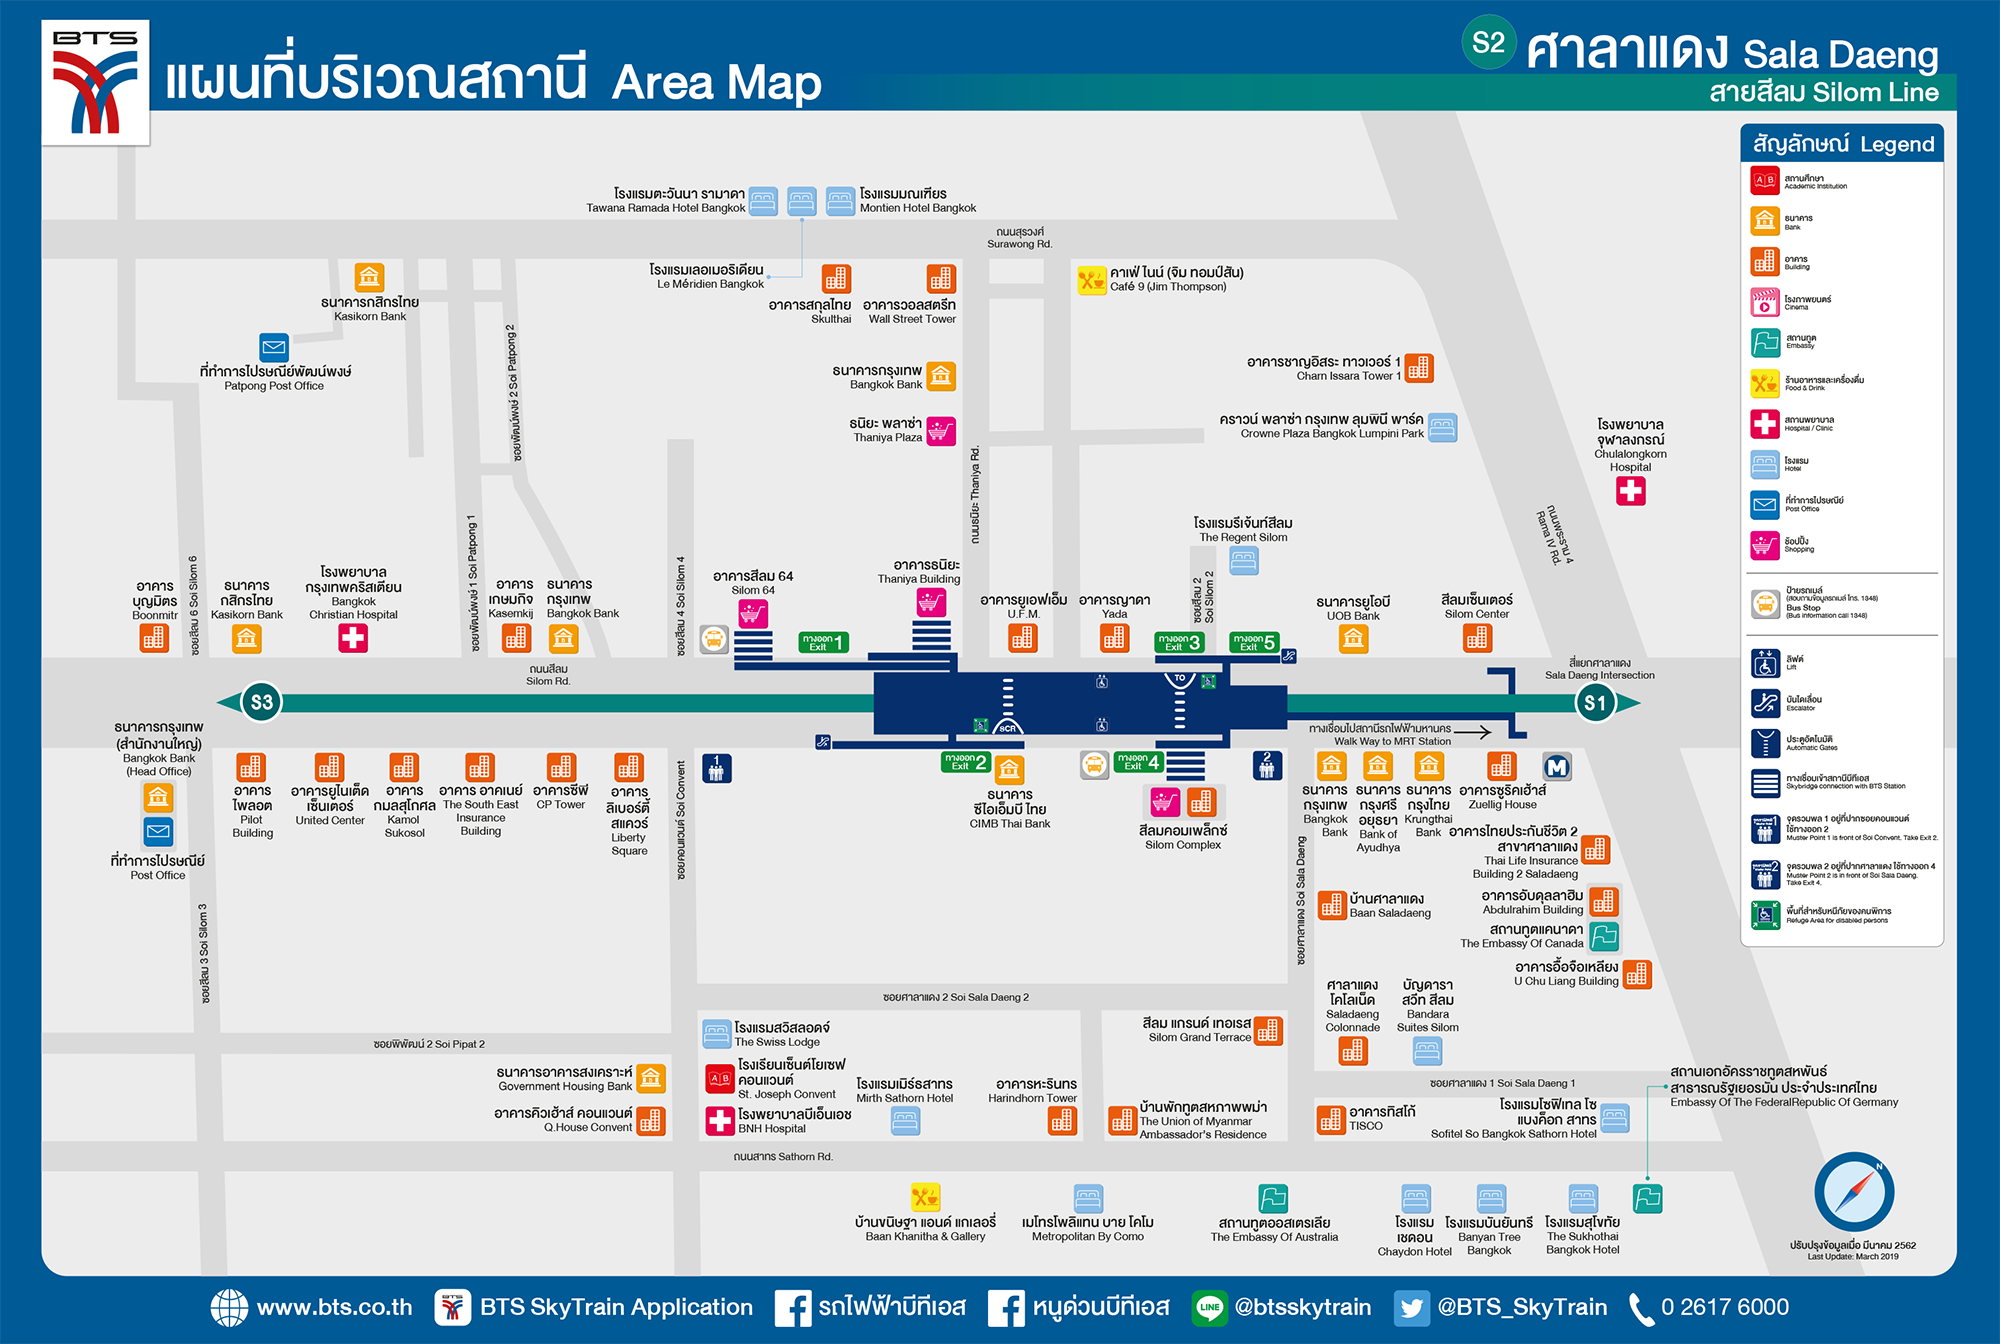 BTS
แผนที่บริเวณสถานี Area Map
S2 ศาลาแดง Sala Daeng
สายสีลม Silom Line
สัญลักษณ์ Legend
สถานศึกษา
Academic Institution
ธนาคาร
Bank
อาคาร
Building
โรงภาพยนตร์
Cinema
สถานทูต
Embassy
ร้านอาหารและเครื่องดื่ม
Food & Drink
สถานพยาบาล
Hospital / Clinic
โรงแรม
Hotel
ที่ทำการไปรษณีย์
Post Office
ช้อปปิ้ง
Shopping
ป้ายรถเมล์
(สอบถามข้อมูลรถเมล์ โทร. 1348)
Bus Stop
(Bus information call 1348)
ลิฟต์
Lift
บันไดเลื่อน
Escalator
ประตูอัตโนมัติ
Automatic Gates
ทางเชื่อมเข้าสถานีบีทีเอส
Skybridge connection with BTS Station
จุดรวมพล 1 อยู่ที่ปากซอยคอนแวนต์
ใช้ทางออก 2
Muster Point 1 is front of Soi Convent. Take Exit 2.
จุดรวมพล 2 อยู่ที่ปากศาลาแดง ใช้ทางออก 4
Muster Point 2 is in front of Soi Sala Daeng.
Take Exit 4.
พื้นที่สำหรับหนีภัยของคนพิการ
Refuge Area for disabled persons
โรงแรมตะวันนา รามาดา
Tawana Ramada Hotel Bangkok
โรงแรมมณเฑียร
Montien Hotel Bangkok
ถนนสุรวงศ์
Surawong Rd.
โรงแรมเลอเมอริเดียน
Le Méridien Bangkok
อาคารสกุลไทย
Skulthai
อาคารวอลสตรีท
Wall Street Tower
คาเฟ่ ไนน์ (จิม ทอมป์สัน)
Café 9 (Jim Thompson)
ธนาคารกสิกรไทย
Kasikorn Bank
ที่ทำการไปรษณีย์พัฒน์พงษ์
Patpong Post Office
ซอยพัฒน์พงษ์ 2 Soi Patpong 2
ธนาคารกรุงเทพ
Bangkok Bank
ธนิยะ พลาซ่า
Thaniya Plaza
อาคารชาญอิสระ ทาวเวอร์ 1
Charn Issara Tower 1
คราวน์ พลาซ่า กรุงเทพ ลุมพินี พาร์ค
Crowne Plaza Bangkok Lumpini Park
โรงพยาบาล
จุฬาลงกรณ์
Chulalongkorn
Hospital
ถนนธนิยะ Thaniya Rd.
ถนนพระราม 4
Rama IV Rd.
โรงแรมรีเจ้นท์สีลม
The Regent Silom
ซอยสีลม 2
Soi Silom 2
อาคาร
บุญมิตร
Boonmitr
ซอยสีลม 6 Soi Silom 6
ธนาคาร
กสิกรไทย
Kasikorn Bank
โรงพยาบาล
กรุงเทพคริสเตียน
Bangkok
Christian Hospital
ซอยพัฒน์พงษ์ 1 Soi Patpong 1
อาคาร
เกษมกิจ
Kasemkij
ธนาคาร
กรุงเทพ
Bangkok Bank
ซอยสีลม 4 Soi Silom 4
อาคารสีลม 64
Silom 64
อาคารธนิยะ
Thaniya Building
อาคารยูเอฟเอ็ม
U.F.M.
อาคารญาดา
Yada
ธนาคารยูโอบี
UOB Bank
สีลมเซ็นเตอร์
Silom Center
ทางออก
Exit 1
ทางออก
Exit 3
ทางออก
Exit 5
ถนนสีลม
Silom Rd.
สี่แยกศาลาแดง
Sala Daeng Intersection
S3
TO
SCR
S1
ทางเชื่อมไปสถานีรถไฟฟ้ามหานคร
Walk Way to MRT Station
ทางออก
Exit 2
ทางออก
Exit 4
1
2
M
ธนาคารกรุงเทพ
(สำนักงานใหญ่)
Bangkok Bank
(Head Office)
ที่ทำการไปรษณีย์
Post Office
อาคาร
ไพลอต
Pilot
Building
อาคารยูไนเต็ด
เซ็นเตอร์
United Center
อาคาร
กมลสุโกศล
Kamol
Sukosol
อาคาร อาคเนย์
The South East
Insurance
Building
อาคารซีพี
CP Tower
อาคาร
ลิเบอร์ตี้
สแควร์
Liberty
Square
ซอยคอนแวนต์ Soi Convent
ธนาคาร
ซีไอเอ็มบี ไทย
CIMB Thai Bank
สีลมคอมเพล็กซ์
Silom Complex
ซอยศาลาแดง Soi Sala Daeng
ธนาคาร
กรุงเทพ
Bangkok
Bank
ธนาคาร
กรุงศรี
อยุธยา
Bank of
Ayudhya
ธนาคาร
กรุงไทย
Krungthai
Bank
อาคารซูริคเฮ้าส์
Zuellig House
อาคารไทยประกันชีวิต 2
สาขาศาลาแดง
Thai Life Insurance
Building 2 Saladaeng
บ้านศาลาแดง
Baan Saladaeng
อาคารอับดุลลาฮิม
Abdulrahim Building
สถานทูตแคนาดา
The Embassy Of Canada
อาคารอื้อจือเหลียง
U Chu Liang Building
ซอยสีลม 3 Soi Silom 3
ซอยศาลาแดง 2 Soi Sala Daeng 2
ศาลาแดง
โคโลเน็ด
Saladaeng
Colonnade
บัญดารา
สวีท สีลม
Bandara
Suites Silom
ซอยพิพัฒน์ 2 Soi Pipat 2
โรงแรมสวิสลอดจ์
The Swiss Lodge
สีลม แกรนด์ เทอเรส
Silom Grand Terrace
ธนาคารอาคารสงเคราะห์
Government Housing Bank
โรงเรียนเซ็นต์โยเซฟ
คอนแวนต์
St. Joseph Convent
โรงแรมเมิร์ธสาทร
Mirth Sathorn Hotel
อาคารหะรินทร
Harindhorn Tower
ซอยศาลาแดง 1 Soi Sala Daeng 1
สถานเอกอัครราชทูตสหพันธ์
สาธารณรัฐเยอรมัน ประจำประเทศไทย
Embassy Of The FederalRepublic Of Germany
อาคารคิวเฮ้าส์ คอนแวนต์
Q.House Convent
โรงพยาบาลบีเอ็นเอช
BNH Hospital
บ้านพักทูตสหภาพพม่า
The Union of Myanmar
Ambassador's Residence
อาคารทิสโก้
TISCO
โรงแรมโซฟิเทล โซ
แบงค็อก สาทร
Sofitel So Bangkok Sathorn Hotel
ถนนสาทร Sathorn Rd.
บ้านขนิษฐา แอนด์ แกเลอรี่
Baan Khanitha & Gallery
เมโทรโพลิแทน บาย โคโม
Metropolitan By Como
สถานทูตออสเตรเลีย
The Embassy Of Australia
โรงแรม
เชดอน
Chaydon Hotel
โรงแรมบันยันทรี
Banyan Tree
Bangkok
โรงแรมสุโขทัย
The Sukhothai
Bangkok Hotel
N
ปรับปรุงข้อมูลเมื่อ มีนาคม 2562
Last Update: March 2019
www.bts.co.th BTS SkyTrain Application รถไฟฟ้าบีทีเอส หนูด่วนบีทีเอส LINE @btsskytrain @BTS_SkyTrain 0 2617 6000